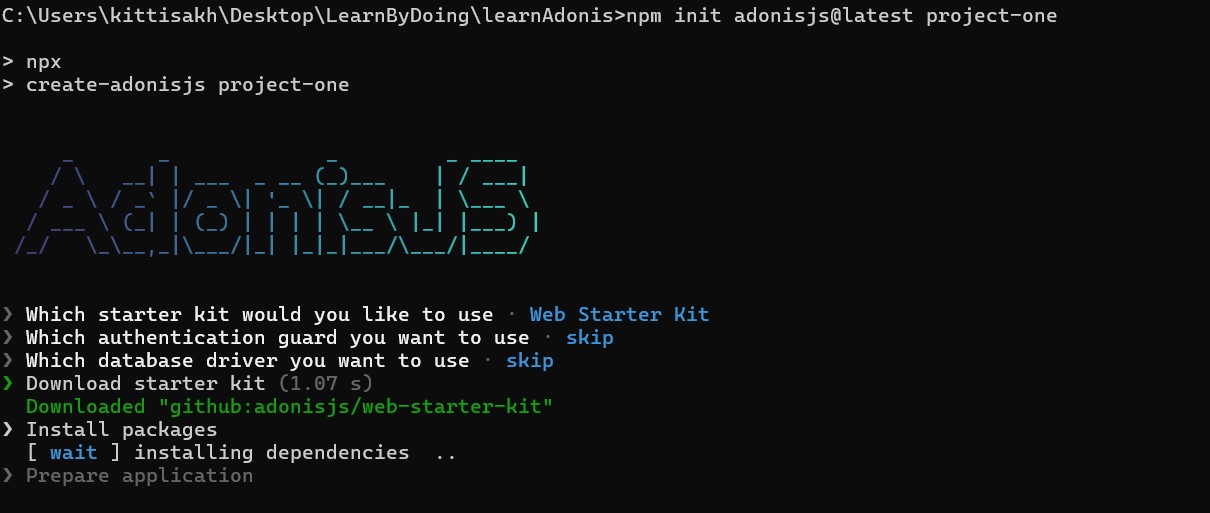 C:\Users\kittisakh\Desktop\LearnByDoing\learnAdonis>npm init adonisjs@latest project-one
> npx
> create-adonisjs project-one
AdonisJS
❯ Which starter kit would you like to use · Web Starter Kit
❯ Which authentication guard you want to use · skip
❯ Which database driver you want to use · skip
❯ Download starter kit (1.07 s)
Downloaded "github:adonisjs/web-starter-kit"
❯ Install packages
[ wait ] installing dependencies ..
❯ Prepare application